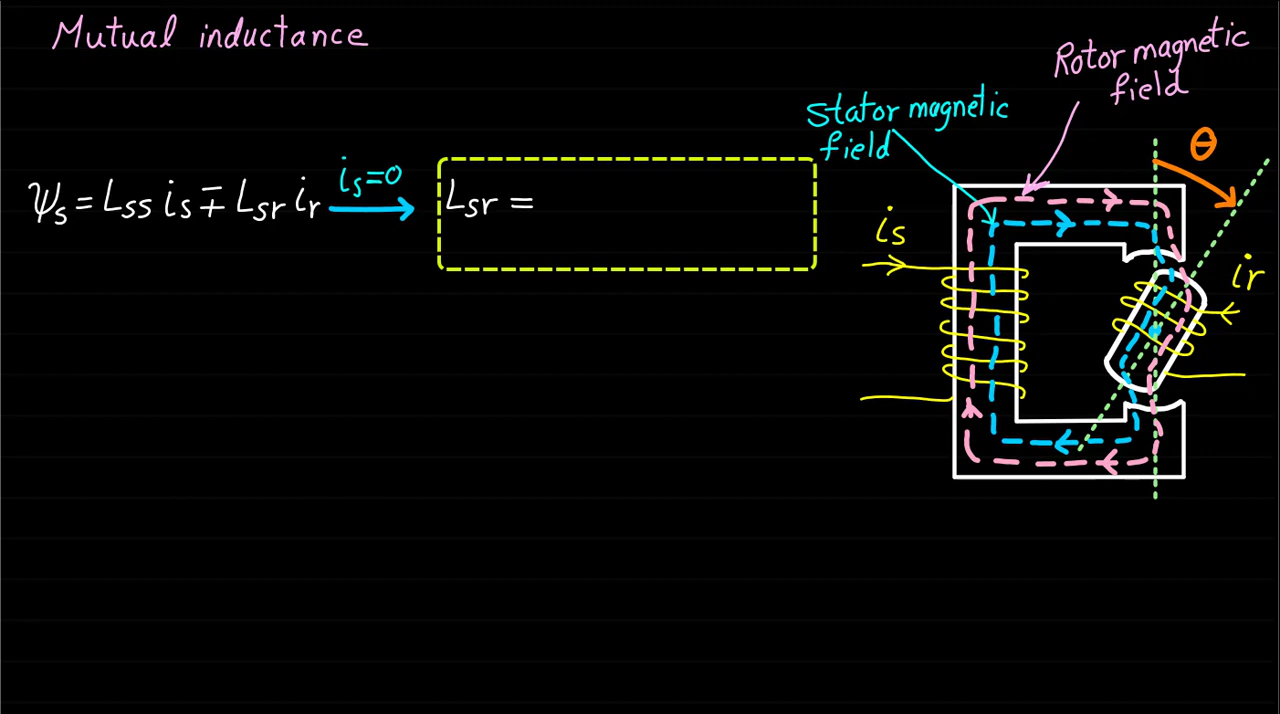 Mutual inductance
Rotor magnetic
field
Stator magnetic
field
θ
ψs = Lss is ∓ Lsr ir
is=0
Lsr =
is
ir